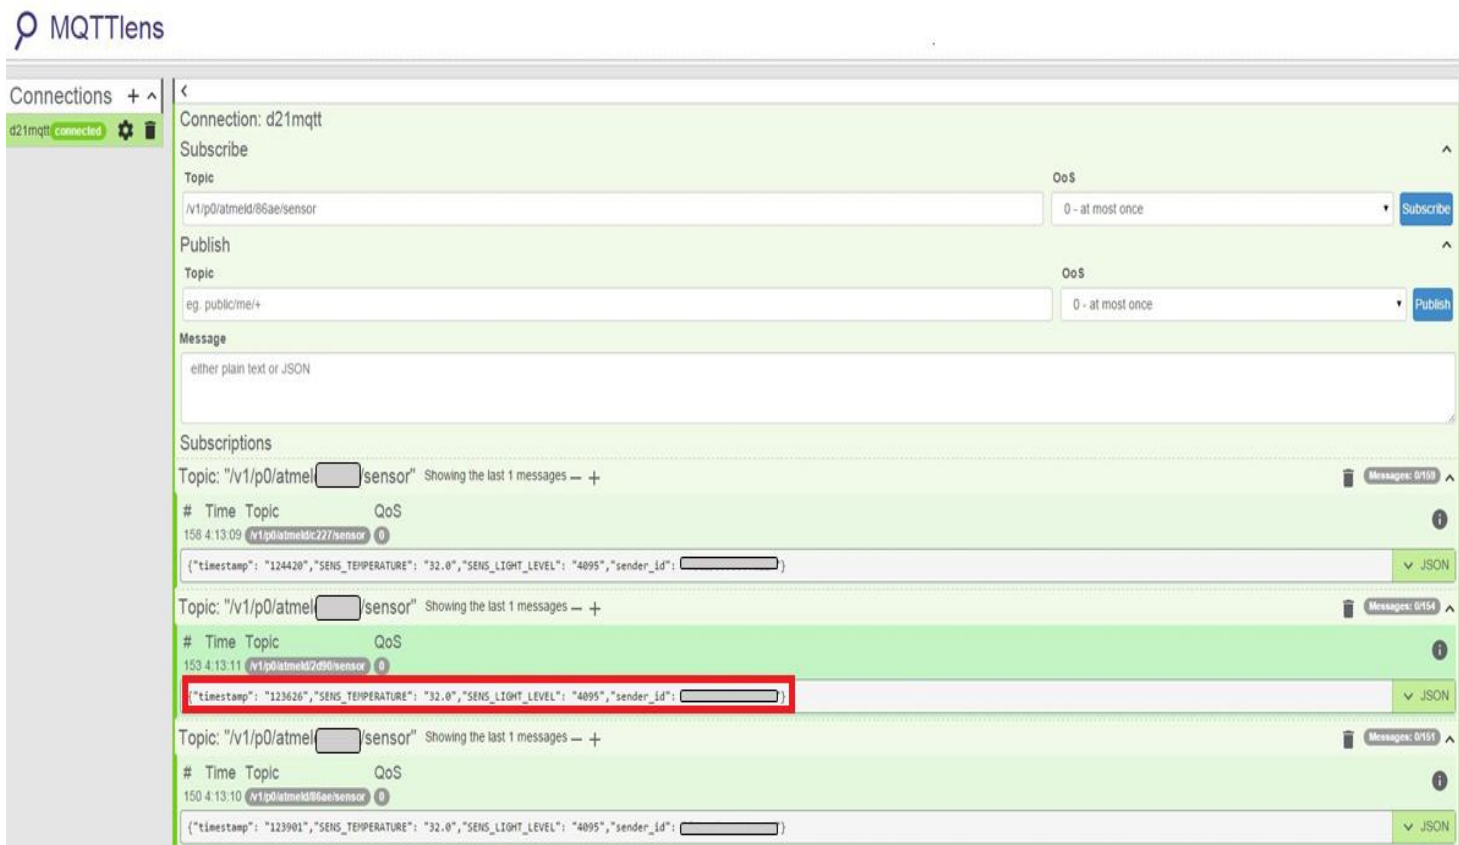 MQTTlens
Connections + ^
<
d21mqtt connected
Connection: d21mqtt
Subscribe
Topic QoS
/v1/p0/atmeld/86ae/sensor 0 - at most once Subscribe
Publish
Topic QoS
eg. public/me/+ 0 - at most once Publish
Message
either plain text or JSON
Subscriptions
Topic: "/v1/p0/atmel /sensor" Showing the last 1 messages — + Messages: 0/159
# Time Topic QoS
158 4:13:09 /v1/p0/atmeld/c227/sensor 0
{"timestamp": "124420","SENS_TEMPERATURE": "32.0","SENS_LIGHT_LEVEL": "4095","sender_id": } JSON
Topic: "/v1/p0/atmel /sensor" Showing the last 1 messages — + Messages: 0/154
# Time Topic QoS
153 4:13:11 /v1/p0/atmeld/2d90/sensor 0
{"timestamp": "123626","SENS_TEMPERATURE": "32.0","SENS_LIGHT_LEVEL": "4095","sender_id": } JSON
Topic: "/v1/p0/atmel /sensor" Showing the last 1 messages — + Messages: 0/151
# Time Topic QoS
150 4:13:10 /v1/p0/atmeld/86ae/sensor 0
{"timestamp": "123901","SENS_TEMPERATURE": "32.0","SENS_LIGHT_LEVEL": "4095","sender_id": } JSON